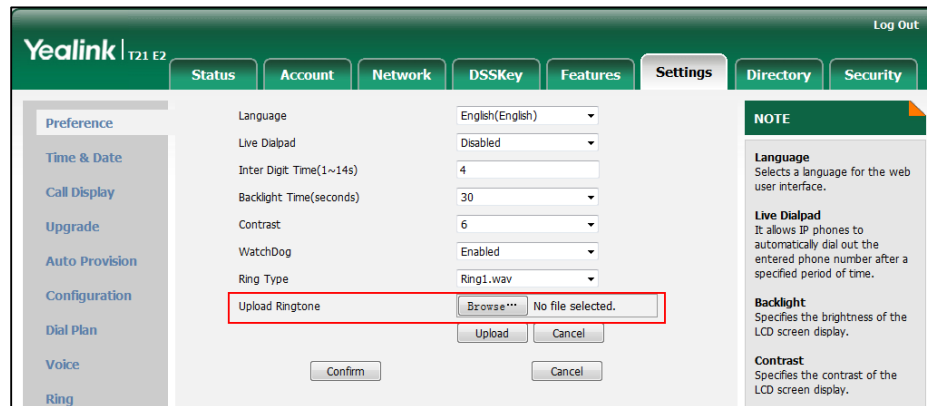 Log Out
Yealink T21 E2
Status Account Network DSSKey Features Settings Directory Security
Preference
Time & Date
Call Display
Upgrade
Auto Provision
Configuration
Dial Plan
Voice
Ring
Language English(English)
Live Dialpad Disabled
Inter Digit Time(1~14s) 4
Backlight Time(seconds) 30
Contrast 6
WatchDog Enabled
Ring Type Ring1.wav
Upload Ringtone Browse··· No file selected.
Upload Cancel
Confirm Cancel
NOTE
Language
Selects a language for the web
user interface.
Live Dialpad
It allows IP phones to
automatically dial out the
entered phone number after a
specified period of time.
Backlight
Specifies the brightness of the
LCD screen display.
Contrast
Specifies the contrast of the
LCD screen display.